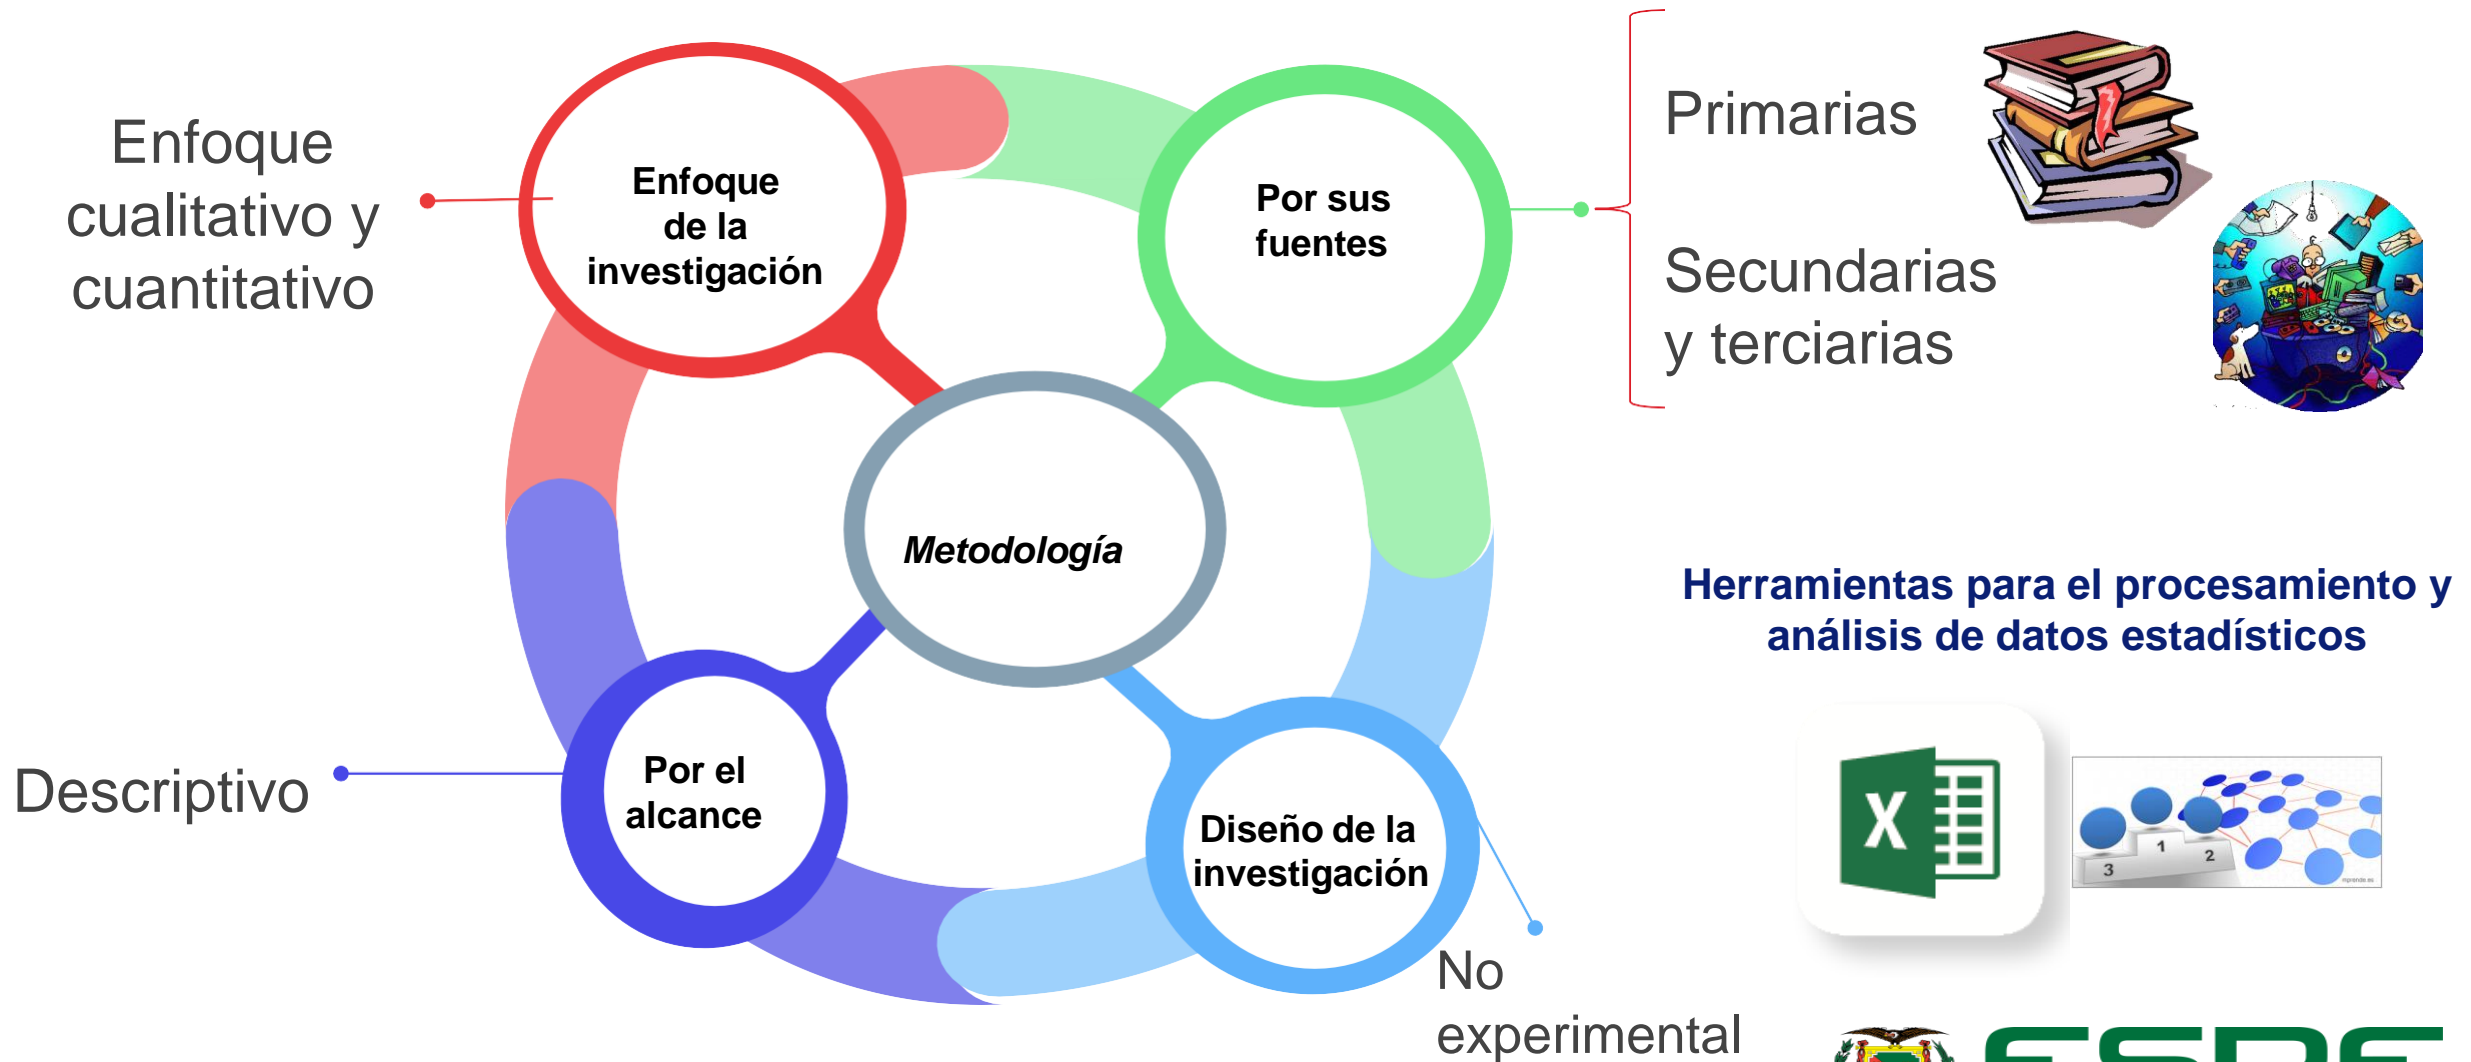 Enfoque
cualitativo y
cuantitativo
Enfoque
de la
investigación
Por sus
fuentes
Primarias
Secundarias
y terciarias
Metodología
Herramientas para el procesamiento y
análisis de datos estadísticos
Descriptivo
Por el
alcance
Diseño de la
investigación
No
experimental
X
3
1
2
ESPE